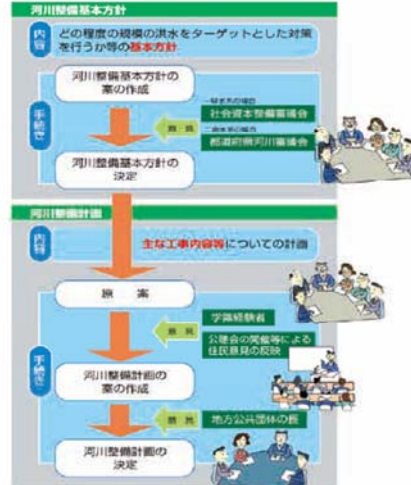 河川整備基本方針
内容
どの程度の規模の洪水をターゲットとした対策
を行うか等の基本方針
河川整備基本方針の
案の作成
手続き
一級水系の場合
社会資本整備審議会
意見
二級水系の場合
都道府県河川審議会
河川整備基本方針の
決定
河川整備計画
内容
主な工事内容等についての計画
原案
手続き
学識経験者
意見
公聴会の開催等による
住民意見の反映
河川整備計画の
案の作成
意見
地方公共団体の長
河川整備計画の
決定